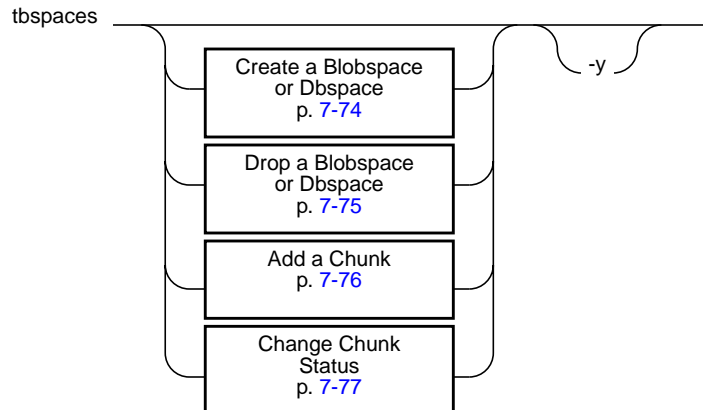 tbspaces
Create a Blobspace
or Dbspace
p. 7-74
-y
Drop a Blobspace
or Dbspace
p. 7-75
Add a Chunk
p. 7-76
Change Chunk
Status
p. 7-77